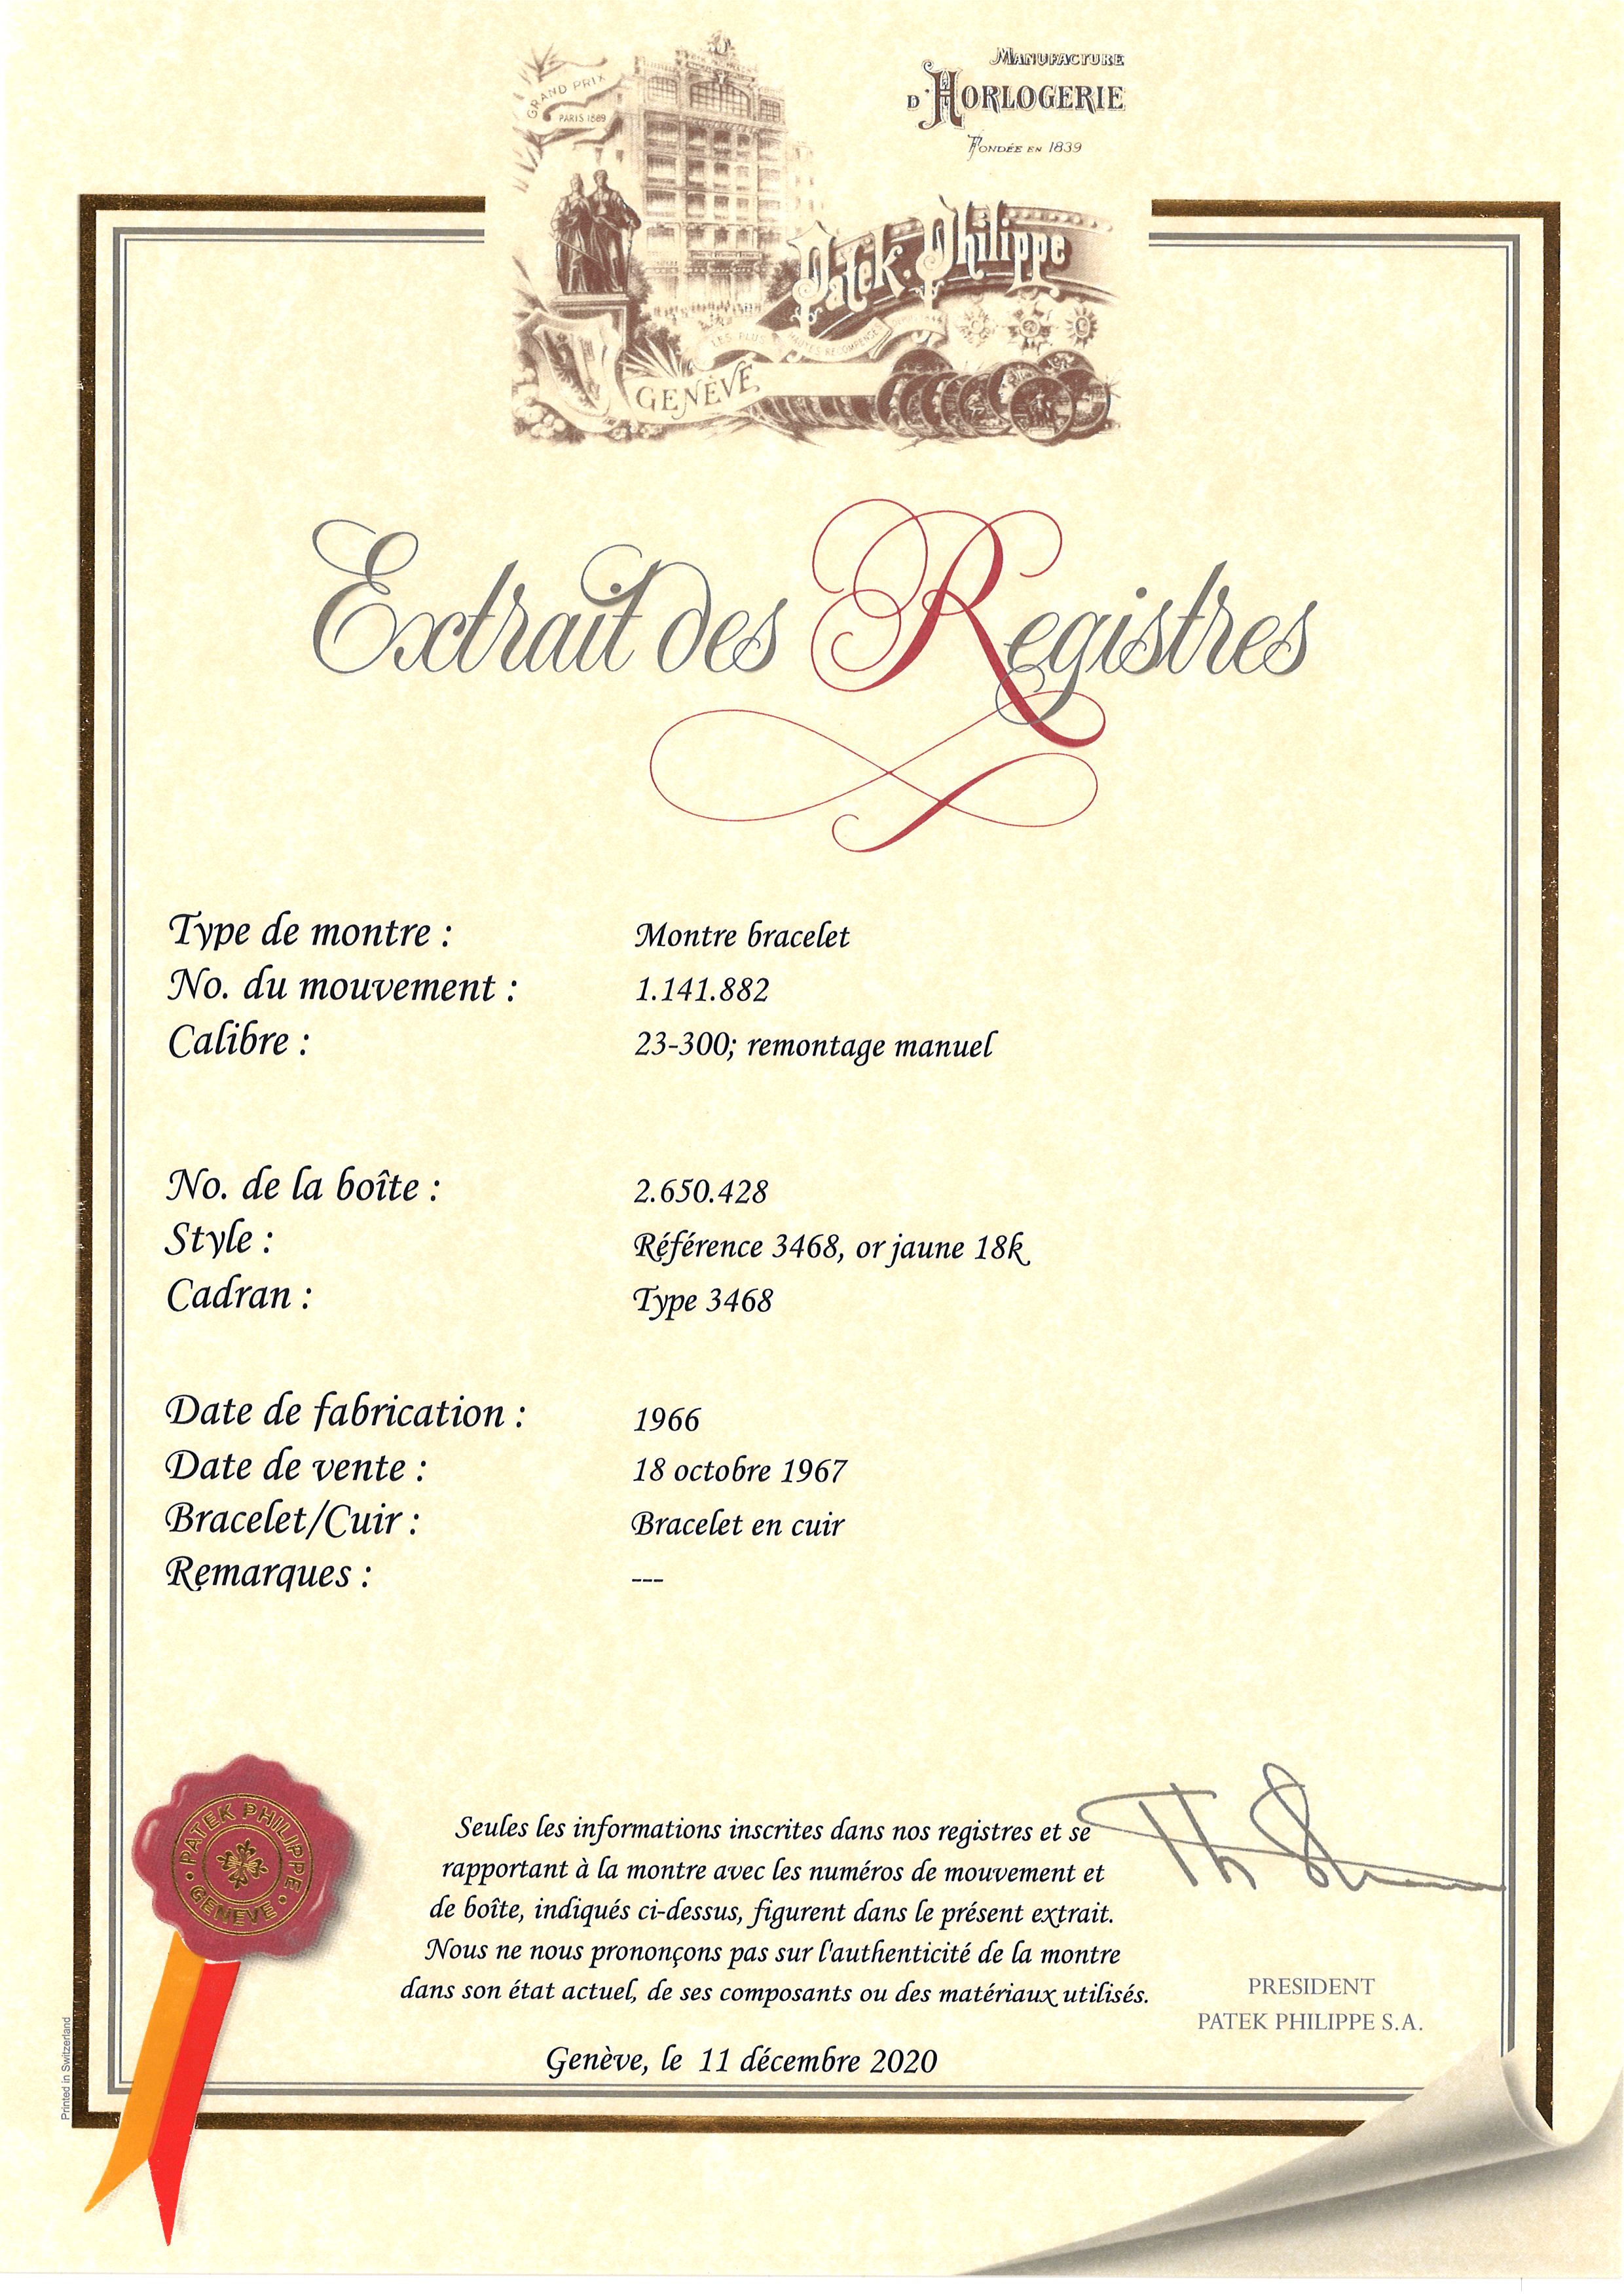 GRAND PRIX
PARIS 1889
MANUFACTURE
D'HORLOGERIE
FONDÉE EN 1839
Patek. Philippe
LES PLUS HAUTES RECOMPENSES
GENÈVE
Extrait des Registres
Type de montre : Montre bracelet
No. du mouvement : 1.141.882
Calibre : 23-300; remontage manuel
No. de la boîte : 2.650.428
Style : Référence 3468, or jaune 18k
Cadran : Type 3468
Date de fabrication : 1966
Date de vente : 18 octobre 1967
Bracelet/Cuir : Bracelet en cuir
Remarques : ---
PATEK PHILIPPE
GENEVE
Seules les informations inscrites dans nos registres et se
rapportant à la montre avec les numéros de mouvement et
de boîte, indiqués ci-dessus, figurent dans le présent extrait.
Nous ne nous prononçons pas sur l'authenticité de la montre
dans son état actuel, de ses composants ou des matériaux utilisés.
Genève, le 11 décembre 2020
PRESIDENT
PATEK PHILIPPE S.A.
Printed in Switzerland